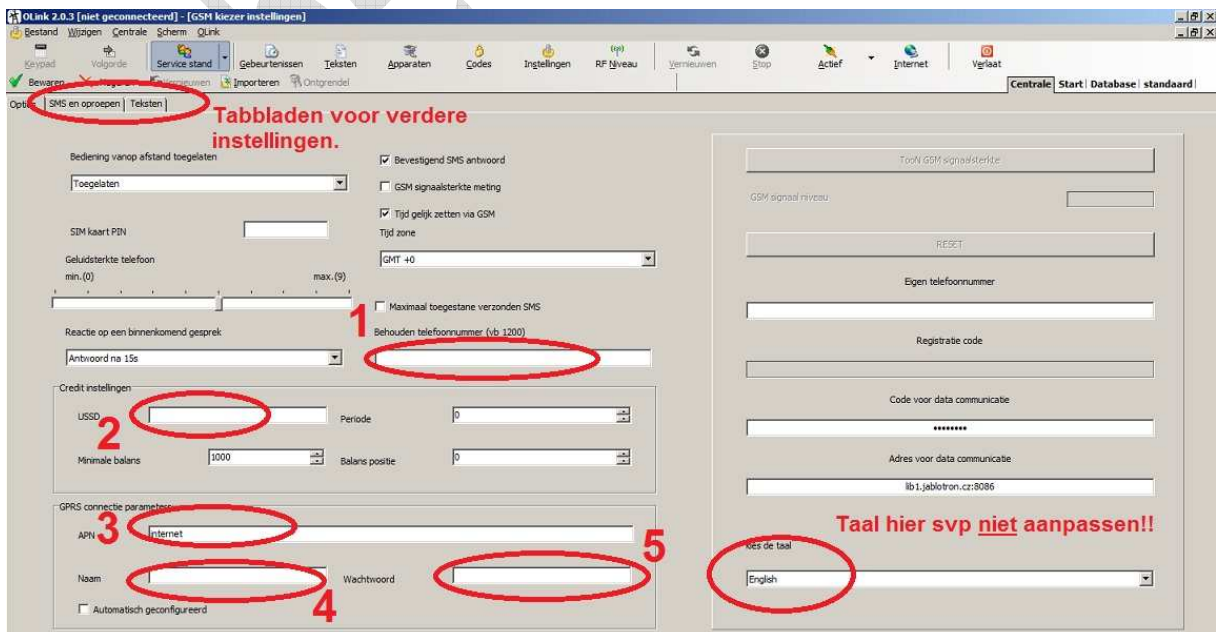 OLink 2.0.3 [niet geconnecteerd] - [GSM kiezer instellingen]
Bestand Wijzigen Centrale Scherm OLink
Keypad Volgorde Service stand Gebeurtenissen Teksten Apparaten Codes Instellingen RF Niveau Vernieuwen Stop Actief Internet Verlaat
Bewaren Vernieuwen Importeren Ontgrendel
Centrale Start Database standaard
SMS en oproepen Teksten
Tabbladen voor verdere
instellingen.
Bediening vanop afstand toegelaten
Toegelaten
SIM kaart PIN
Geluidsterkte telefoon
min.(0) max.(9)
Reactie op een binnenkomend gesprek
Antwoord na 15s
Bevestigend SMS antwoord
GSM signaalsterkte meting
Tijd gelijk zetten via GSM
Tijd zone
GMT +0
Maximaal toegestane verzonden SMS
1
Behouden telefoonnummer (vb 1200)
Credit instellingen
USSD
2
Periode 0
Minimale balans 1000
Balans positie 0
GPRS connectie parameters
APN
3
internet
Naam
4
Wachtwoord
5
Automatisch geconfigureerd
TooN GSM signaalsterkte
GSM signaal niveau
RESET
Eigen telefoonnummer
Registratie code
Code voor data communicatie
••••••••
Adres voor data communicatie
lib1.jablotron.cz:8086
Taal hier svp niet aanpassen!!
Kies de taal
English